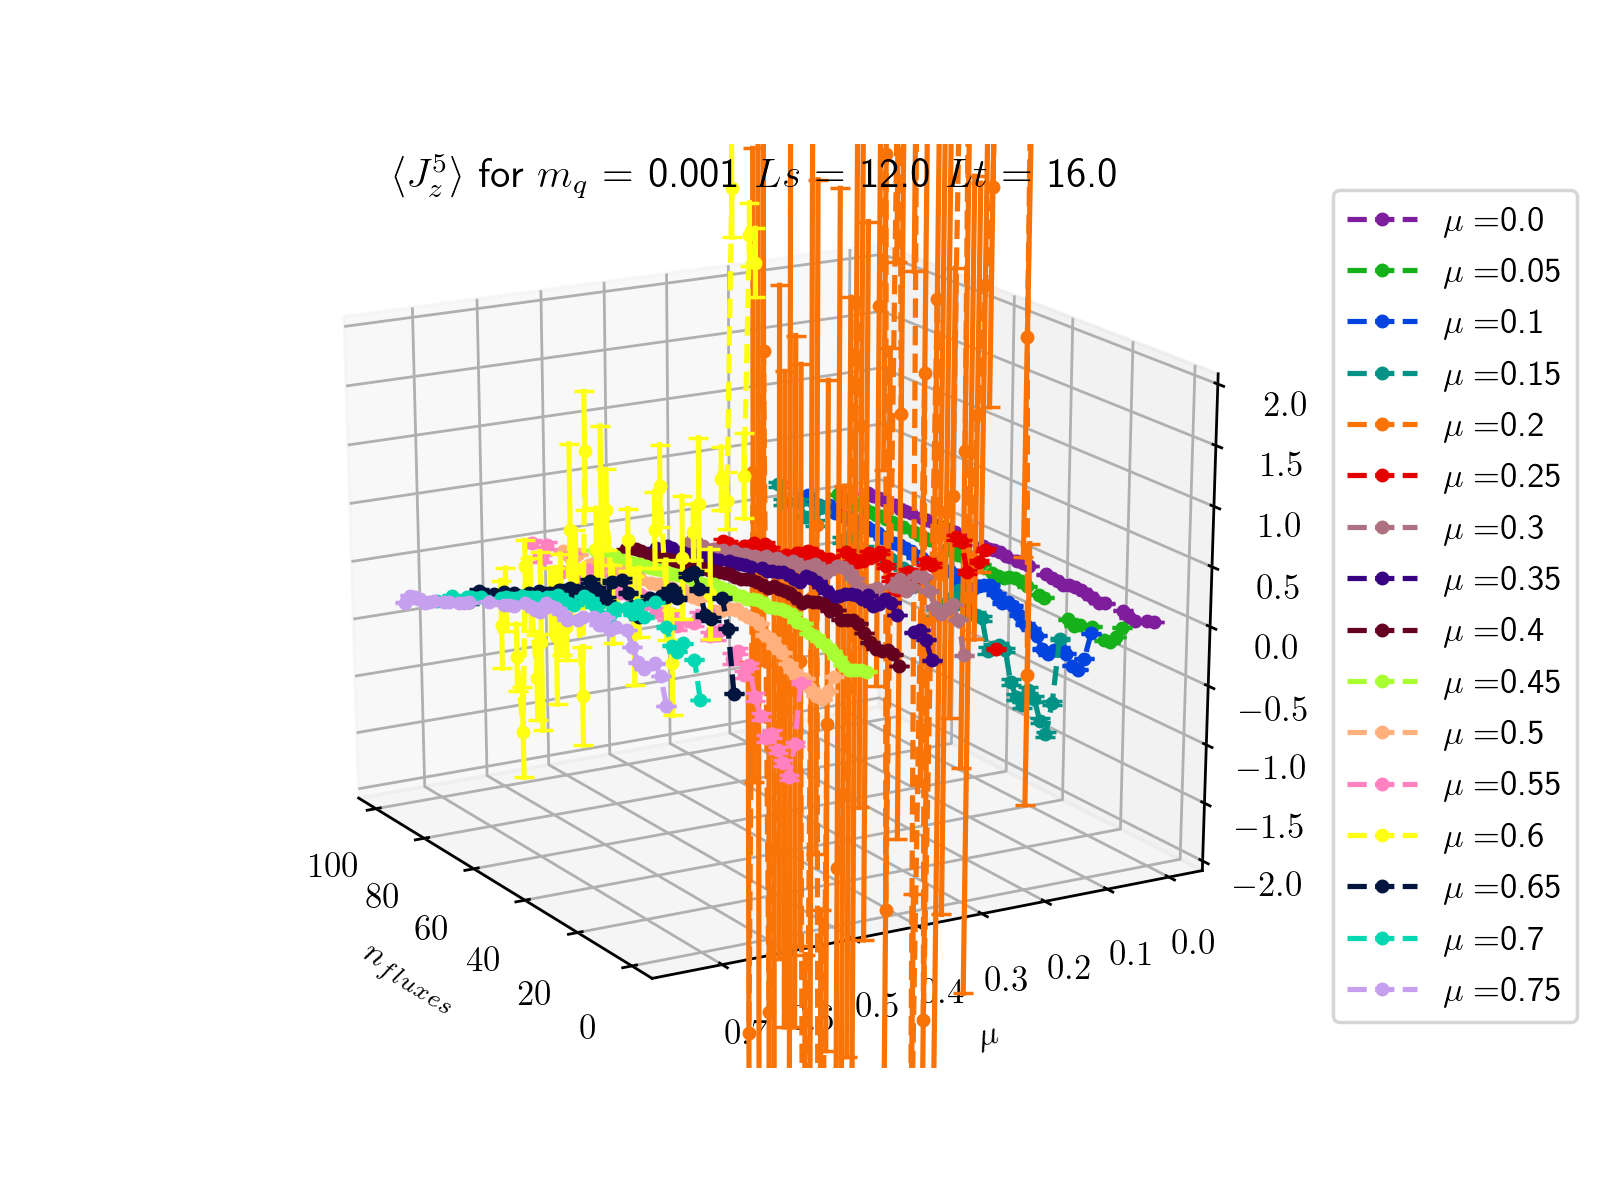 ⟨J_z^5⟩ for m_q = 0.001 Ls = 12.0 Lt = 16.0
μ =0.0
μ =0.05
μ =0.1
μ =0.15
μ =0.2
μ =0.25
μ =0.3
μ =0.35
μ =0.4
μ =0.45
μ =0.5
μ =0.55
μ =0.6
μ =0.65
μ =0.7
μ =0.75
2.0
1.5
1.0
0.5
0.0
−0.5
−1.0
−1.5
−2.0
100
80
60
40
20
0
n_fluxes
0.5
0.3
0.2
0.1
0.0
μ